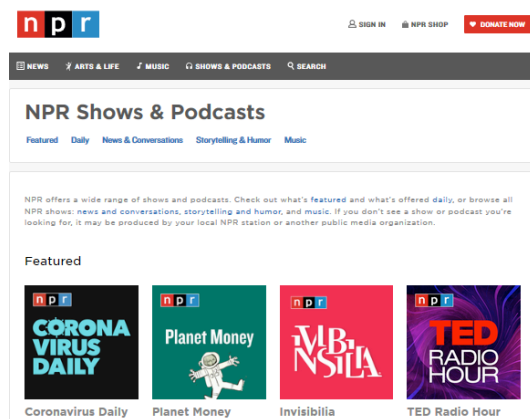 npr
SIGN IN NPR SHOP DONATE NOW
NEWS ARTS & LIFE MUSIC SHOWS & PODCASTS SEARCH
NPR Shows & Podcasts
Featured Daily News & Conversations Storytelling & Humor Music
NPR offers a wide range of shows and podcasts. Check out what's featured and what's offered daily, or browse all
NPR shows: news and conversations, storytelling and humor, and music. If you don't see a show or podcast you're
looking for, it may be produced by your local NPR station or another public media organization.
Featured
npr
CORONA
VIRUS
DAILY
Coronavirus Daily
npr
Planet Money
Planet Money
npr
INVISIBILIA
Invisibilia
npr
TED
RADIO
HOUR
TED Radio Hour